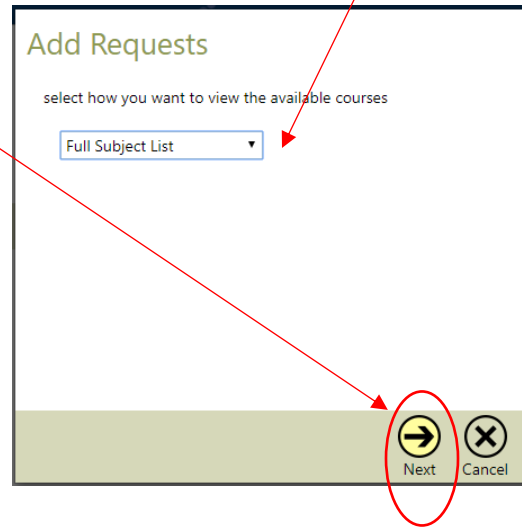 Add Requests
select how you want to view the available courses
Full Subject List
Next Cancel